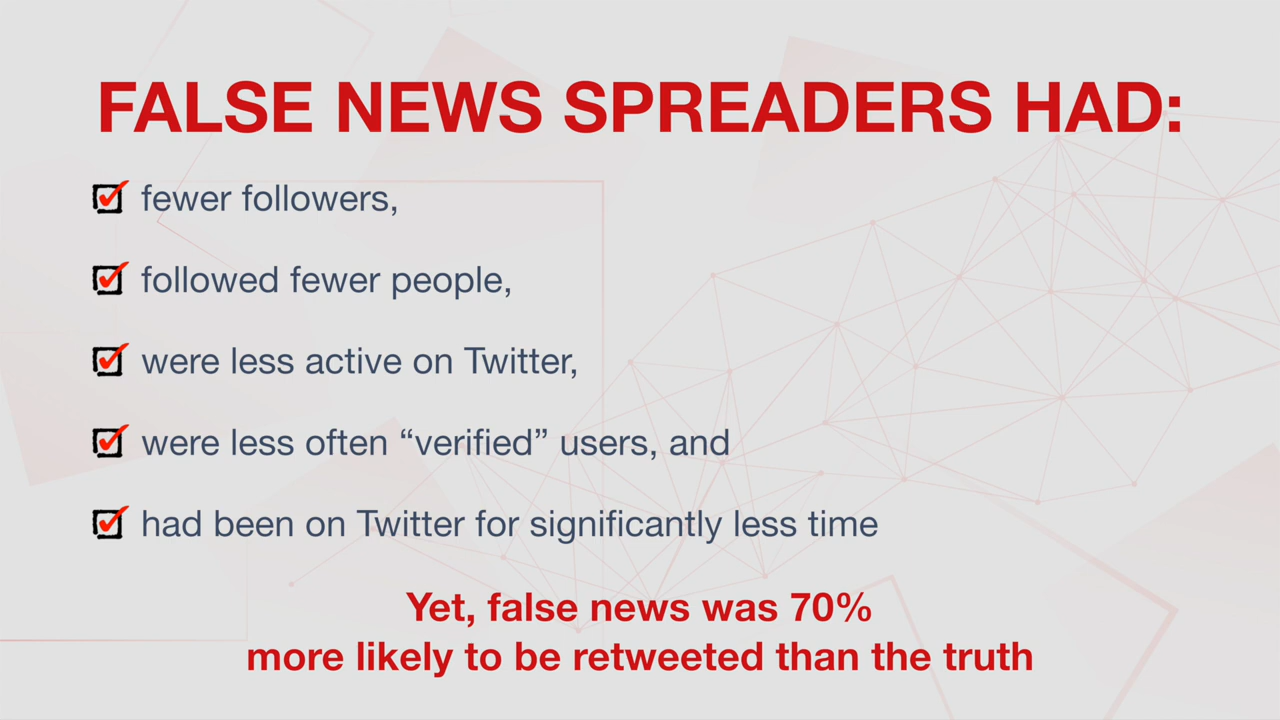 FALSE NEWS SPREADERS HAD:
fewer followers,
followed fewer people,
were less active on Twitter,
were less often “verified” users, and
had been on Twitter for significantly less time
Yet, false news was 70%
more likely to be retweeted than the truth